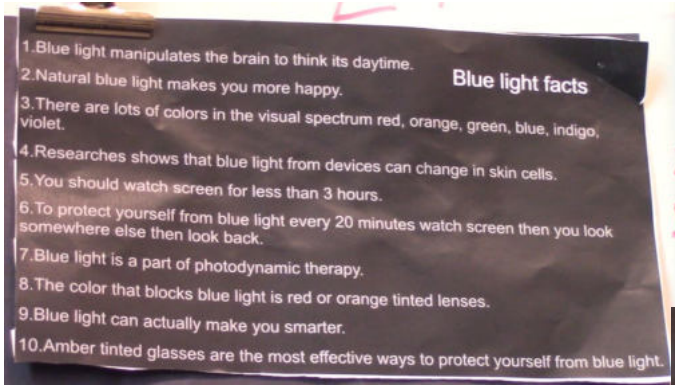 Blue light facts
1.Blue light manipulates the brain to think its daytime.
2.Natural blue light makes you more happy.
3.There are lots of colors in the visual spectrum red, orange, green, blue, indigo,
violet.
4.Researches shows that blue light from devices can change in skin cells.
5.You should watch screen for less than 3 hours.
6.To protect yourself from blue light every 20 minutes watch screen then you look
somewhere else then look back.
7.Blue light is a part of photodynamic therapy.
8.The color that blocks blue light is red or orange tinted lenses.
9.Blue light can actually make you smarter.
10.Amber tinted glasses are the most effective ways to protect yourself from blue light.